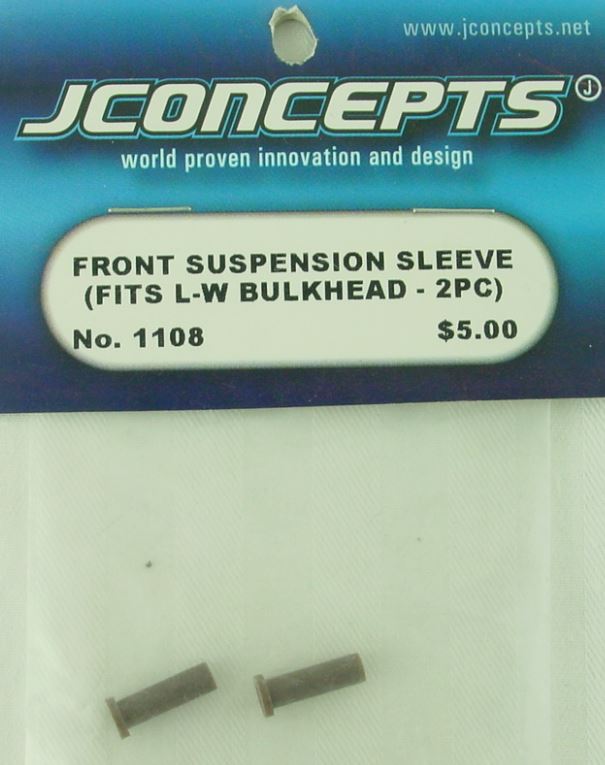 www.jconcepts.net
JCONCEPTS J
world proven innovation and design
FRONT SUSPENSION SLEEVE
(FITS L-W BULKHEAD - 2PC)
No. 1108 $5.00